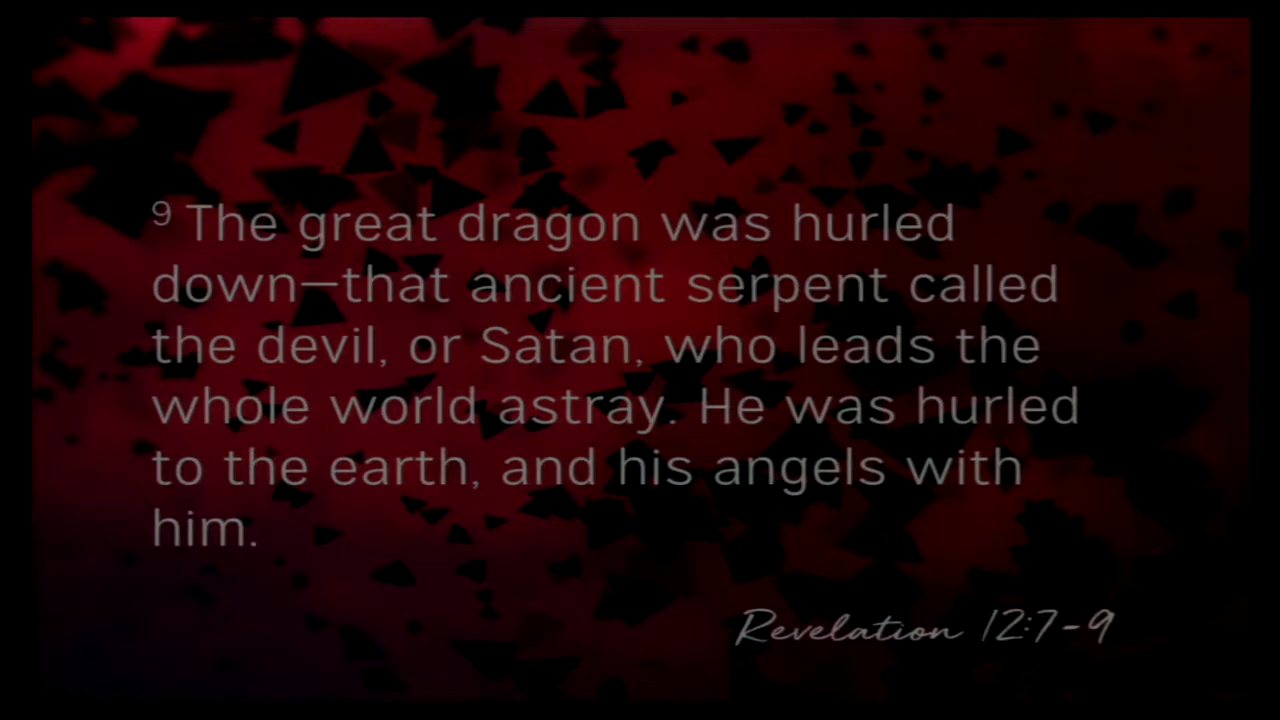 9 The great dragon was hurled
down—that ancient serpent called
the devil, or Satan, who leads the
whole world astray. He was hurled
to the earth, and his angels with
him.
Revelation 12:7-9